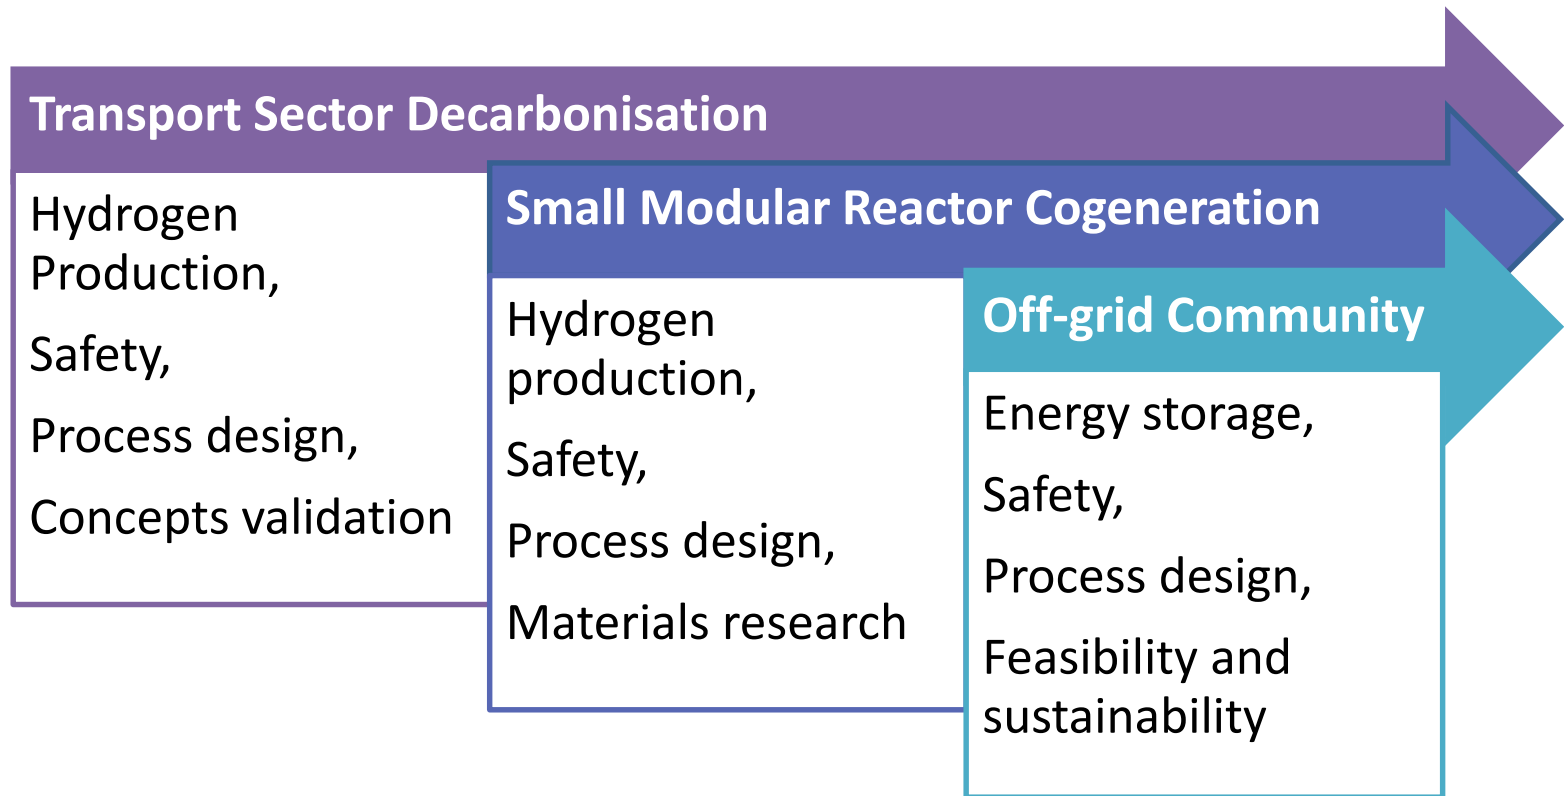 Transport Sector Decarbonisation
Hydrogen
Production,
Safety,
Process design,
Concepts validation
Small Modular Reactor Cogeneration
Hydrogen
production,
Safety,
Process design,
Materials research
Off-grid Community
Energy storage,
Safety,
Process design,
Feasibility and
sustainability